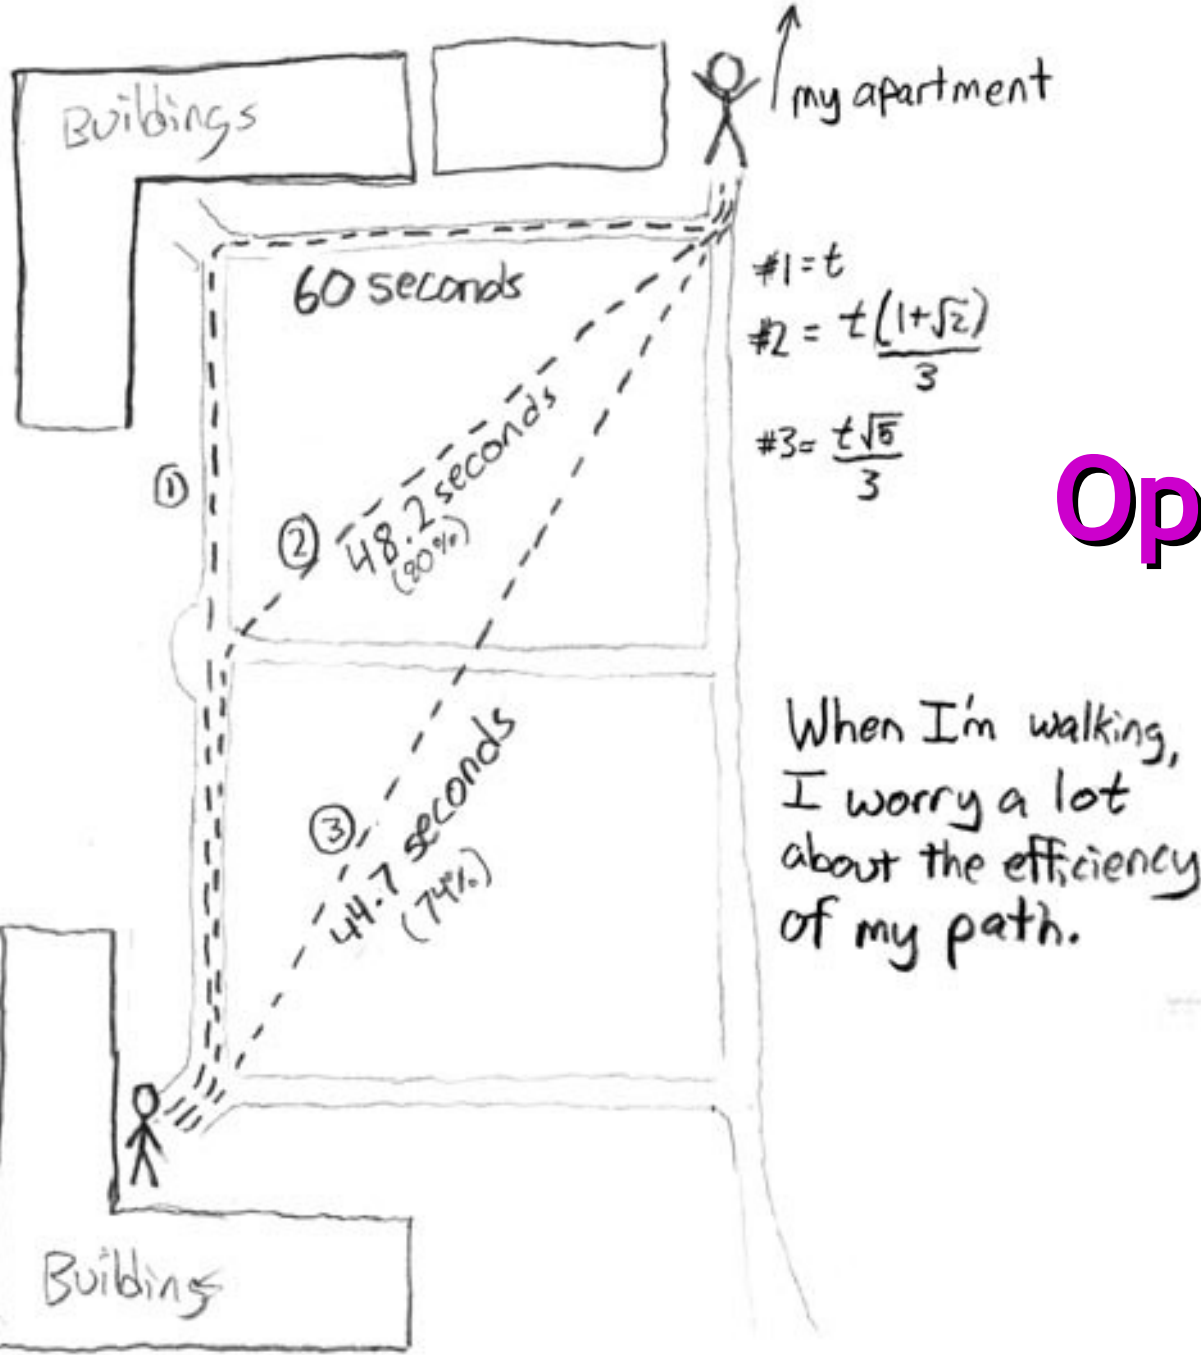 Buildings
my apartment
60 seconds
#1 = t
#2 = t(1+√2)
3
#3 = t√5
3
Op
①
②
48.2 seconds
(80%)
③
44.7 seconds
(74%)
When I'm walking,
I worry a lot
about the efficiency
of my path.
Buildings